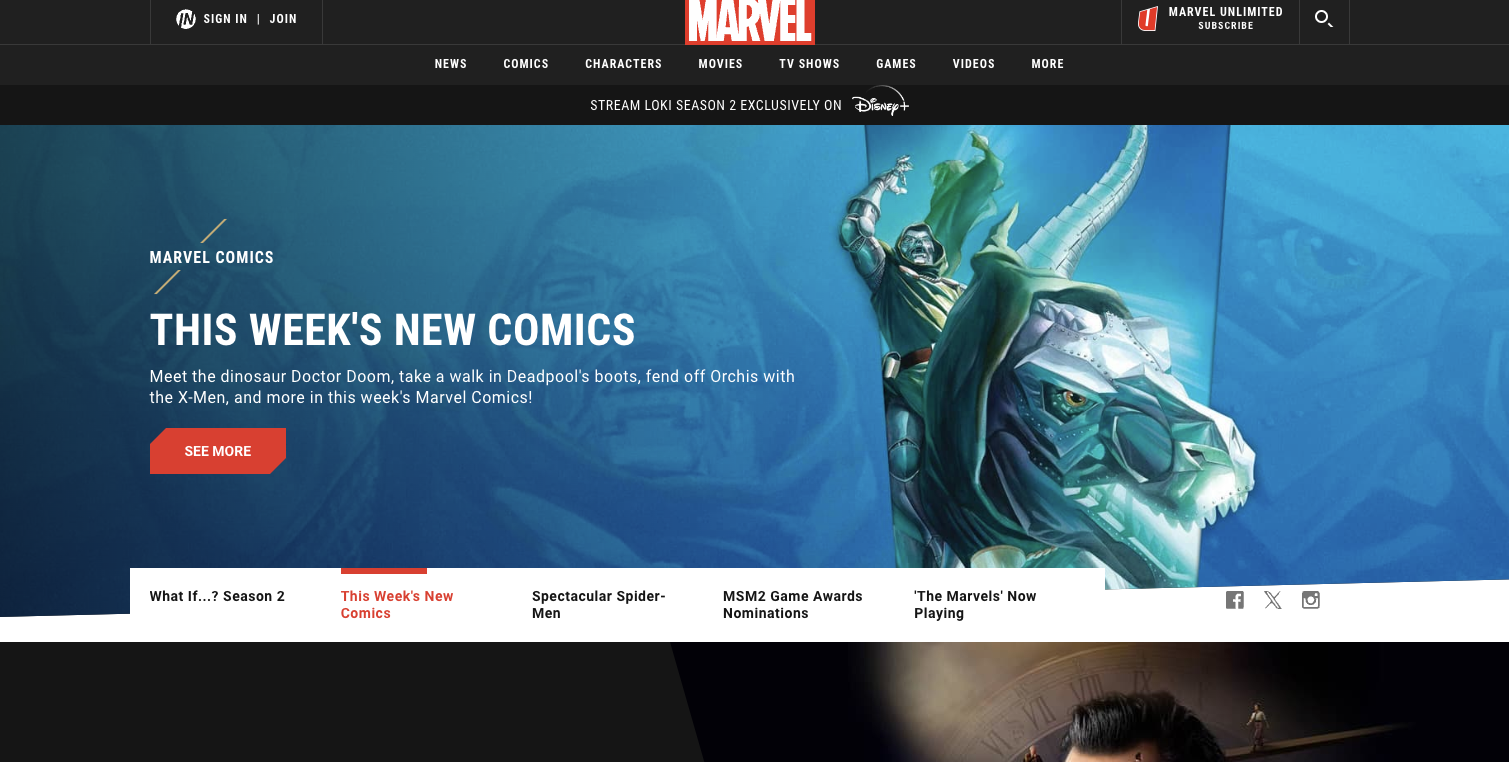 SIGN IN | JOIN
MARVEL
MARVEL UNLIMITED
SUBSCRIBE
NEWS COMICS CHARACTERS MOVIES TV SHOWS GAMES VIDEOS MORE
STREAM LOKI SEASON 2 EXCLUSIVELY ON Disney+
MARVEL COMICS
THIS WEEK'S NEW COMICS
Meet the dinosaur Doctor Doom, take a walk in Deadpool's boots, fend off Orchis with
the X-Men, and more in this week's Marvel Comics!
SEE MORE
What If...? Season 2
This Week's New
Comics
Spectacular Spider-
Men
MSM2 Game Awards
Nominations
'The Marvels' Now
Playing